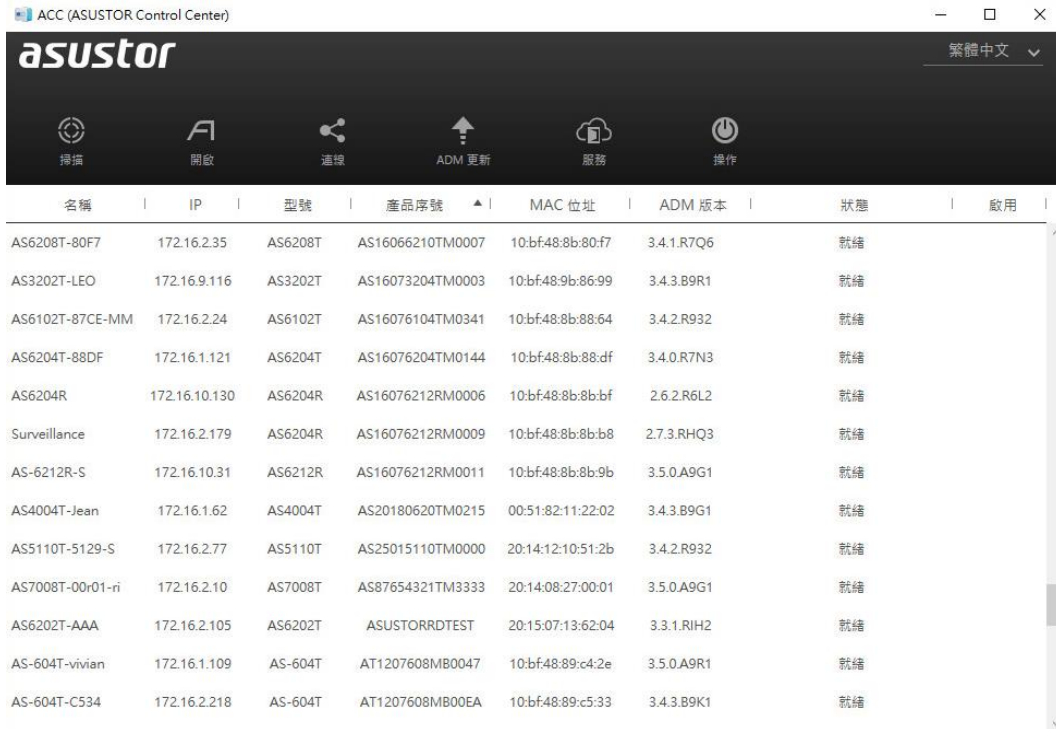 ACC (ASUSTOR Control Center)
asustor
繁體中文
掃描 開啟 連線 ADM 更新 服務 操作
名稱 IP 型號 產品序號 MAC 位址 ADM 版本 狀態 啟用
AS6208T-80F7 172.16.2.35 AS6208T AS16066210TM0007 10:bf:48:8b:80:f7 3.4.1.R7Q6 就緒
AS3202T-LEO 172.16.9.116 AS3202T AS16073204TM0003 10:bf:48:9b:86:99 3.4.3.B9R1 就緒
AS6102T-87CE-MM 172.16.2.24 AS6102T AS16076104TM0341 10:bf:48:8b:88:64 3.4.2.R932 就緒
AS6204T-88DF 172.16.1.121 AS6204T AS16076204TM0144 10:bf:48:8b:88:df 3.4.0.R7N3 就緒
AS6204R 172.16.10.130 AS6204R AS16076212RM0006 10:bf:48:8b:8b:bf 2.6.2.R6L2 就緒
Surveillance 172.16.2.179 AS6204R AS16076212RM0009 10:bf:48:8b:8b:b8 2.7.3.RHQ3 就緒
AS-6212R-S 172.16.10.31 AS6212R AS16076212RM0011 10:bf:48:8b:8b:9b 3.5.0.A9G1 就緒
AS4004T-Jean 172.16.1.62 AS4004T AS20180620TM0215 00:51:82:11:22:02 3.4.3.B9G1 就緒
AS5110T-5129-S 172.16.2.77 AS5110T AS25015110TM0000 20:14:12:10:51:2b 3.4.2.R932 就緒
AS7008T-00r01-ri 172.16.2.10 AS7008T AS87654321TM3333 20:14:08:27:00:01 3.5.0.A9G1 就緒
AS6202T-AAA 172.16.2.105 AS6202T ASUSTORRDTEST 20:15:07:13:62:04 3.3.1.RIH2 就緒
AS-604T-vivian 172.16.1.109 AS-604T AT1207608MB0047 10:bf:48:89:c4:2e 3.5.0.A9R1 就緒
AS-604T-C534 172.16.2.218 AS-604T AT1207608MB00EA 10:bf:48:89:c5:33 3.4.3.B9K1 就緒